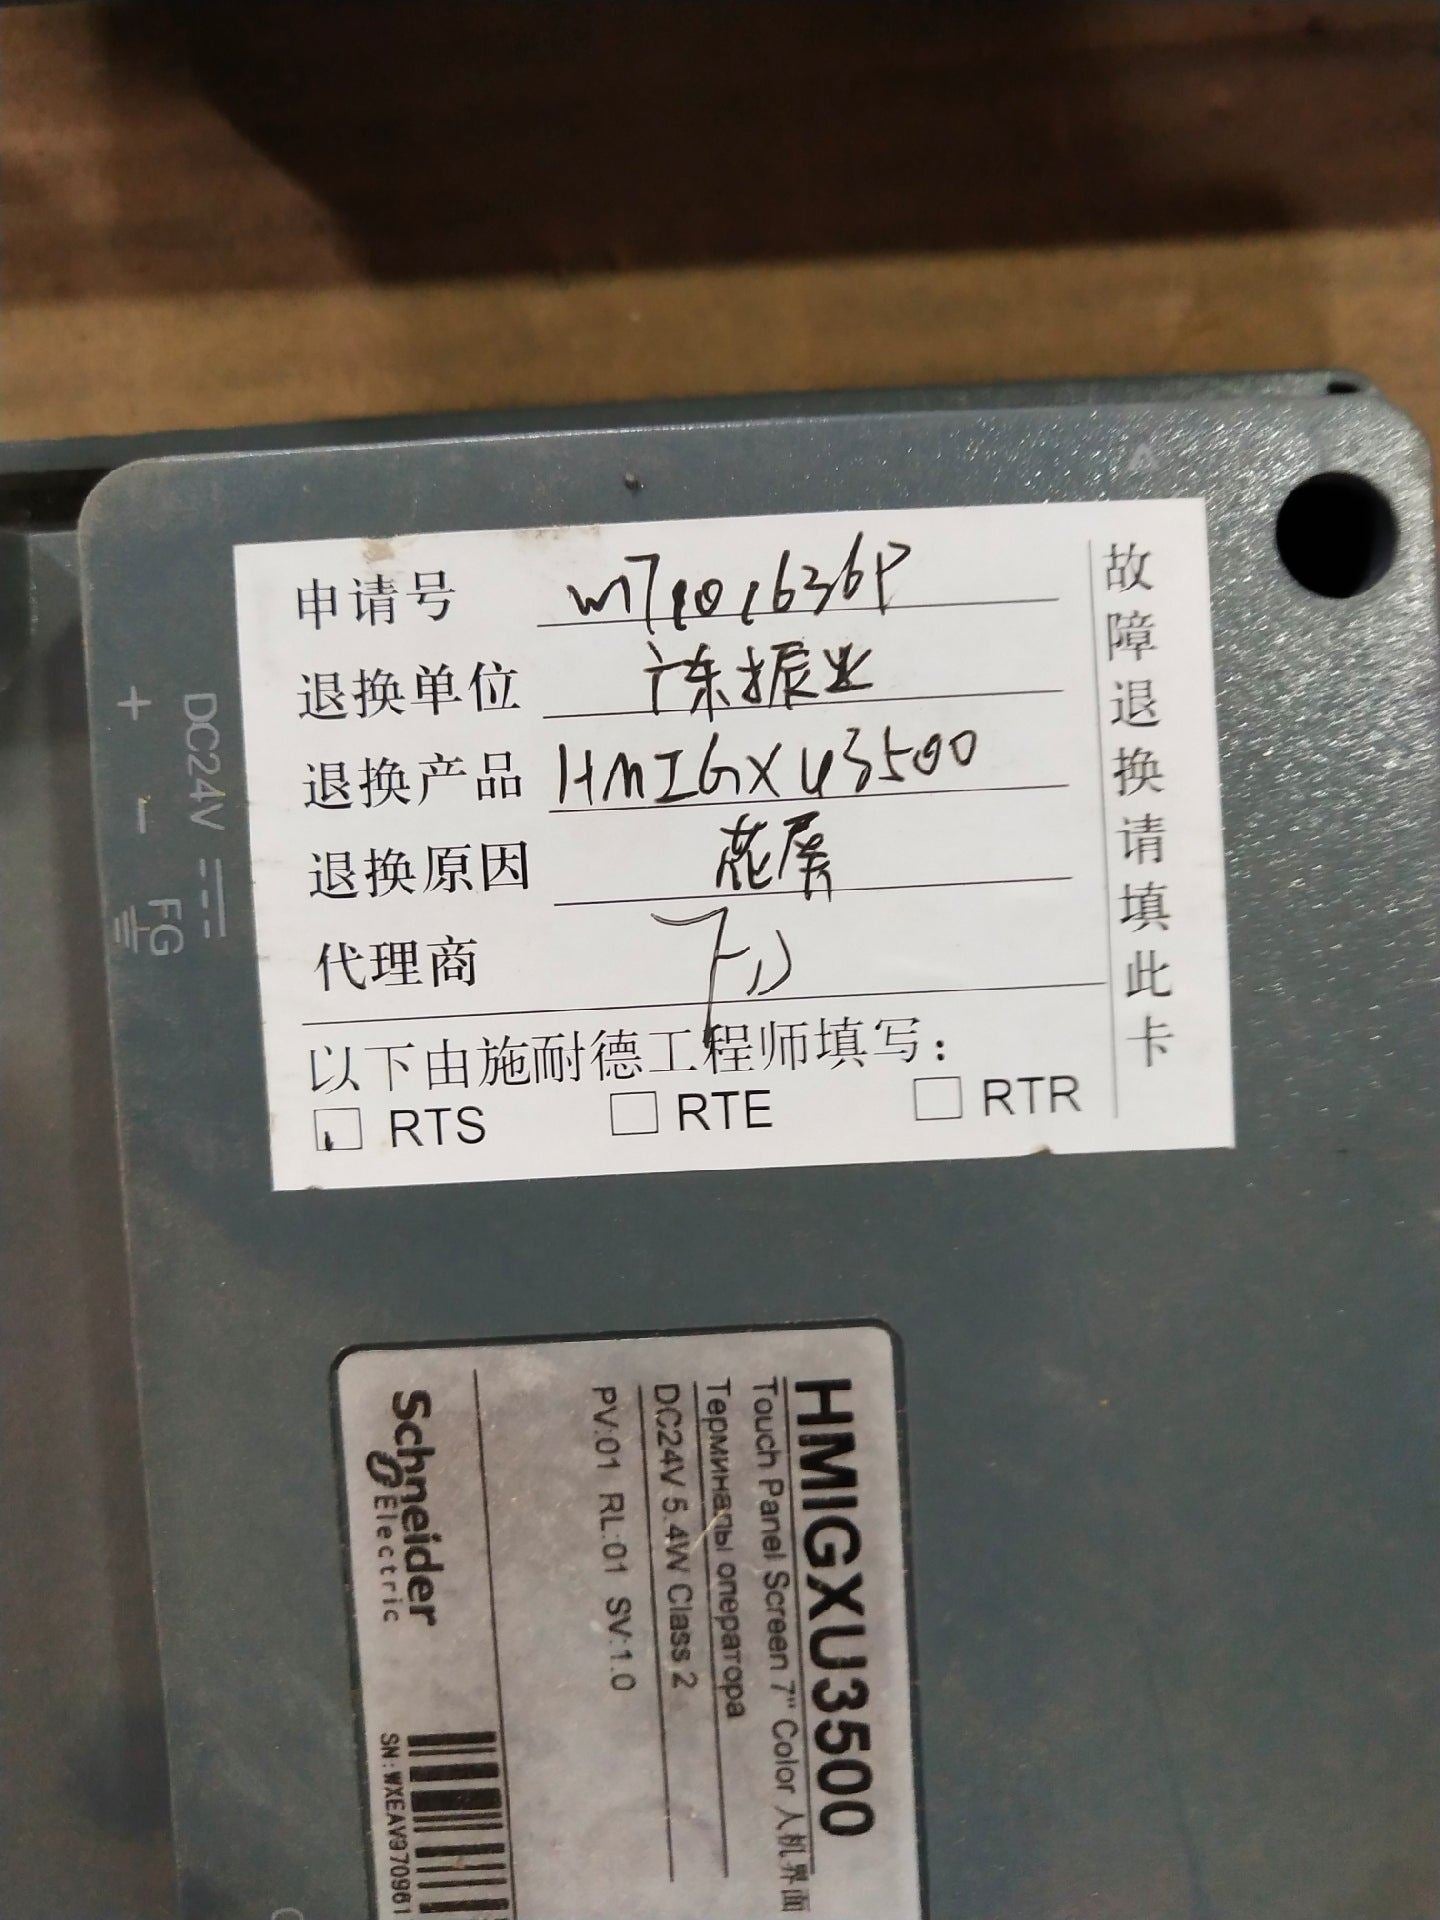 申请号 W7101636P
退换单位 广东振业
退换产品 HMIGXU3500
退换原因 花屏
代理商
以下由施耐德工程师填写：
RTS RTE RTR
故障退换请填此卡
DC24V
+ -
FG
HMIGXU3500
Touch Panel Screen 7" Color 人机界面
Терминалы оператора
DC24V 5.4W Class 2
PV:01 RL:01 SV:1.0
Schneider
Electric
SN:WXEAV970961